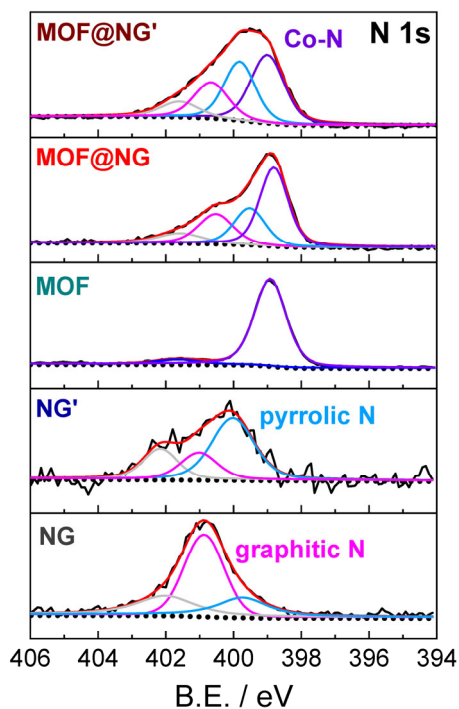 MOF@NG'
Co-N
N 1s
MOF@NG
MOF
NG'
pyrrolic N
NG
graphitic N
406 404 402 400 398 396 394
B.E. / eV